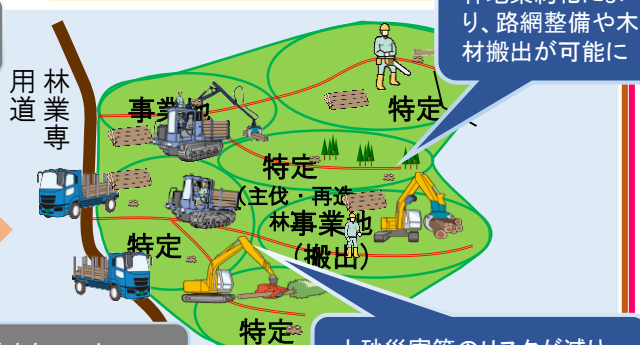 り、路網整備や木
材搬出が可能に
林業専
用道
事業地
特定
特定
(主伐・再造
林事業地
(搬出)
特定
特定